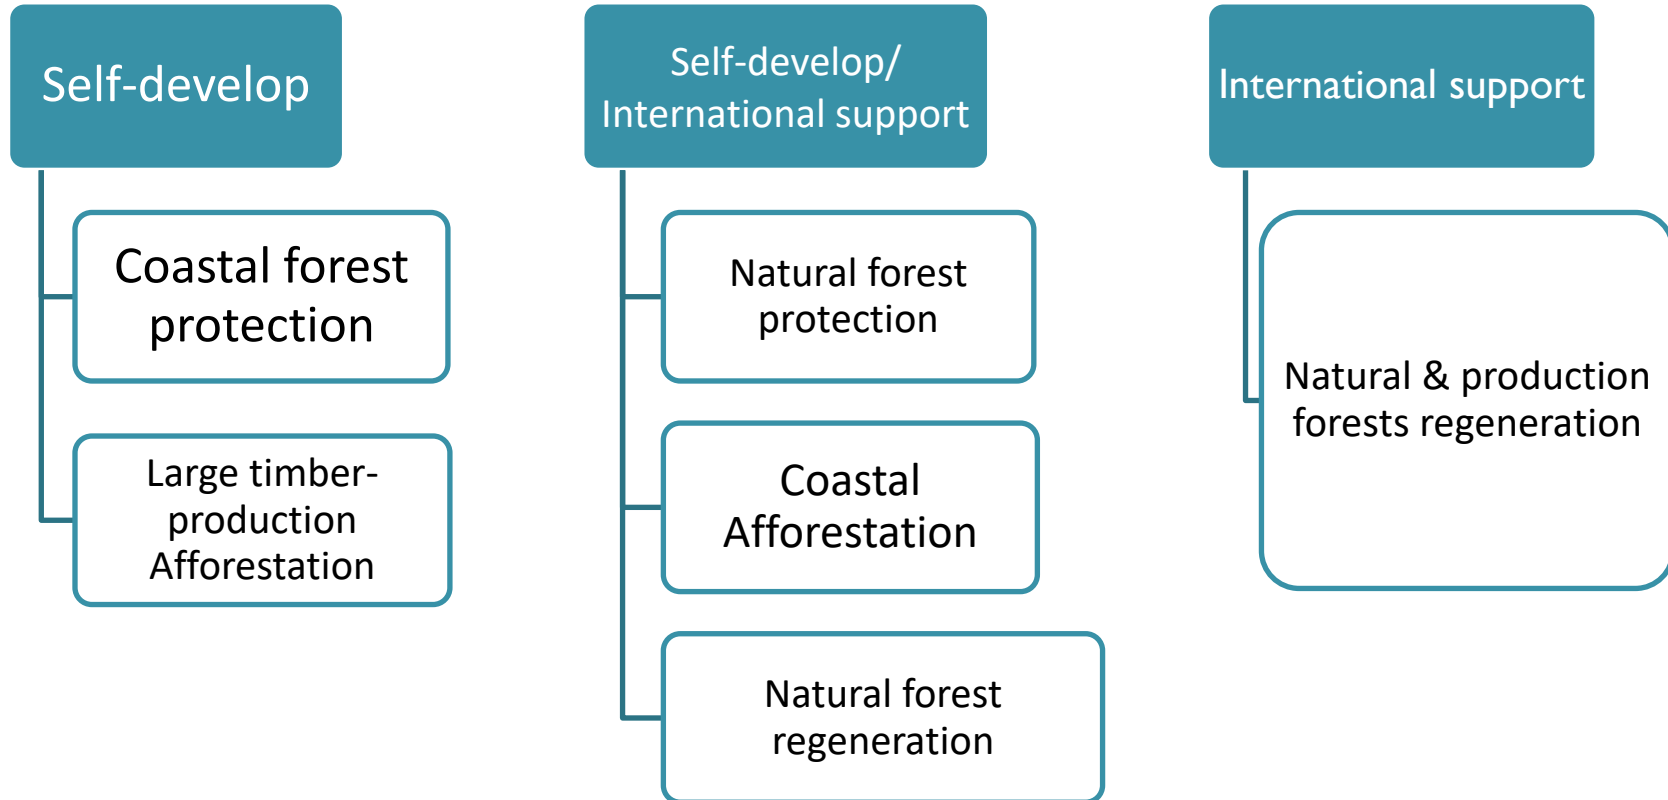 Self-develop
Coastal forest
protection
Large timber-
production
Afforestation
Self-develop/
International support
Natural forest
protection
Coastal
Afforestation
Natural forest
regeneration
International support
Natural & production
forests regeneration